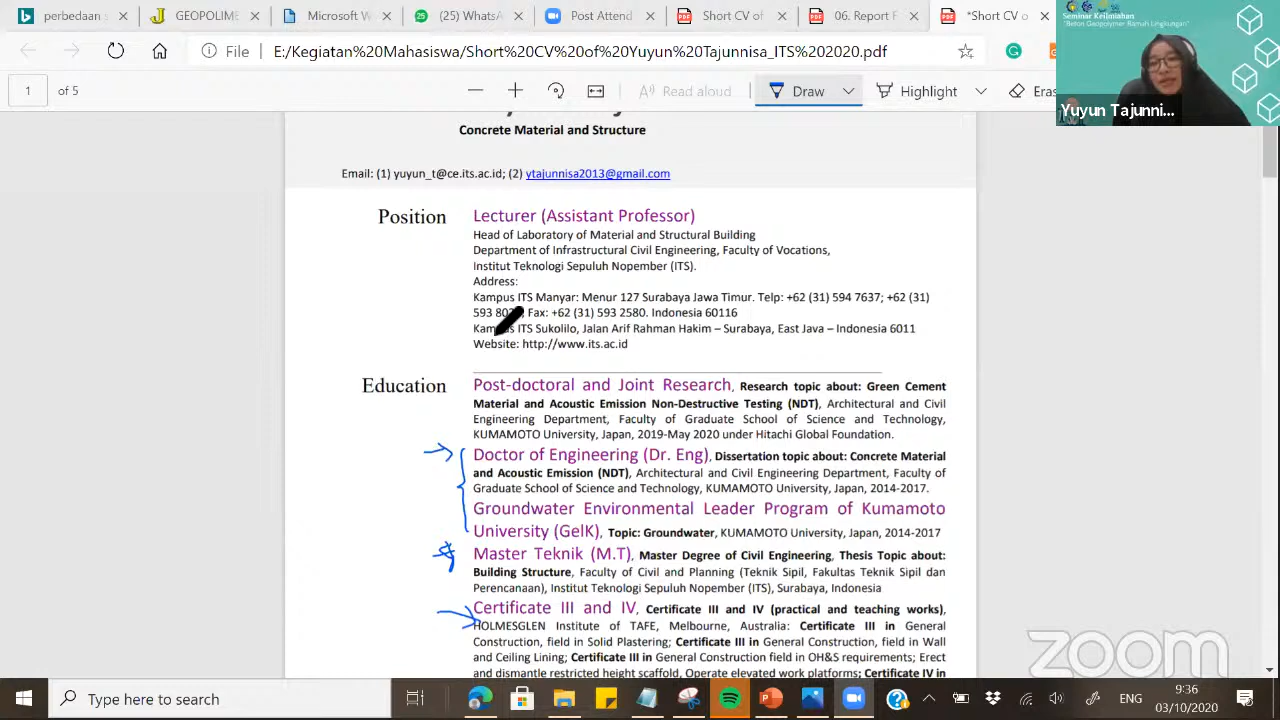 perbedaan s
GEOPOLIME
Microsoft V
25
(25) WhatsA
Post Attend
Short C
0c Report F
*Short Cv o
File
E:/Kegiatan%20Mahasiswa/Short%20CV%20of%20Yuyun%20Tajunnisa_ITS%202020.pdf
1
of 5
Read aloud
Draw
Highlight
Eras
Seminar Keilmiahan
"Beton Geopolymer Ramah Lingkungan"
Yuyun Tajunni...
Concrete Material and Structure
Email: (1) yuyun_t@ce.its.ac.id; (2) ytajunnisa2013@gmail.com
Position
Lecturer (Assistant Professor)
Head of Laboratory of Material and Structural Building
Department of Infrastructural Civil Engineering, Faculty of Vocations,
Institut Teknologi Sepuluh Nopember (ITS).
Address:
Kampus ITS Manyar: Menur 127 Surabaya Jawa Timur. Telp: +62 (31) 594 7637; +62 (31)
593 Fax: +62 (31) 593 2580. Indonesia 60116
Kampus ITS Sukolilo, Jalan Arif Rahman Hakim – Surabaya, East Java – Indonesia 6011
Website: http://www.its.ac.id
Education
Post-doctoral and Joint Research, Research topic about: Green Cement
Material and Acoustic Emission Non-Destructive Testing (NDT), Architectural and Civil
Engineering Department, Faculty of Graduate School of Science and Technology,
KUMAMOTO University, Japan, 2019-May 2020 under Hitachi Global Foundation.
Doctor of Engineering (Dr. Eng), Dissertation topic about: Concrete Material
and Acoustic Emission (NDT), Architectural and Civil Engineering Department, Faculty of
Graduate School of Science and Technology, KUMAMOTO University, Japan, 2014-2017.
Groundwater Environmental Leader Program of Kumamoto
University (GelK), Topic: Groundwater, KUMAMOTO University, Japan, 2014-2017
Master Teknik (M.T), Master Degree of Civil Engineering, Thesis Topic about:
Building Structure, Faculty of Civil and Planning (Teknik Sipil, Fakultas Teknik Sipil dan
Perencanaan), Institut Teknologi Sepuluh Nopember (ITS), Surabaya, Indonesia
Certificate III and IV, Certificate III and IV (practical and teaching works),
HOLMESGLEN Institute of TAFE, Melbourne, Australia: Certificate III in General
Construction, field in Solid Plastering; Certificate III in General Construction, field in Wall
and Ceiling Lining; Certificate III in General Construction field in OH&S requirements; Erect
and dismantle restricted height scaffold, Operate elevated work platforms; Certificate IV in
zoom
Type here to search
ENG
9:36
03/10/2020